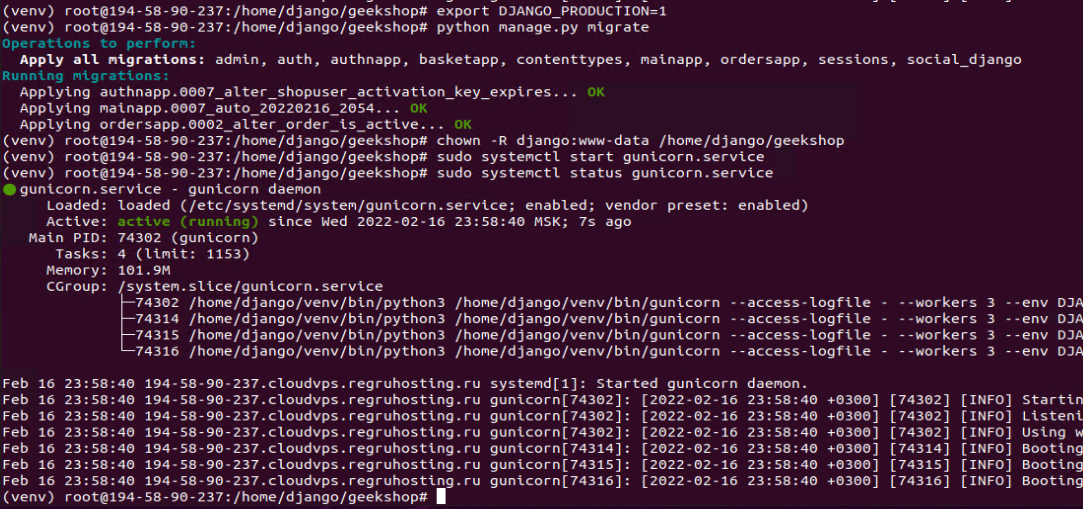 (venv) root@194-58-90-237:/home/django/geekshop# export DJANGO_PRODUCTION=1
(venv) root@194-58-90-237:/home/django/geekshop# python manage.py migrate
Operations to perform:
  Apply all migrations: admin, auth, authnapp, basketapp, contenttypes, mainapp, ordersapp, sessions, social_django
Running migrations:
  Applying authnapp.0007_alter_shopuser_activation_key_expires... OK
  Applying mainapp.0007_auto_20220216_2054... OK
  Applying ordersapp.0002_alter_order_is_active... OK
(venv) root@194-58-90-237:/home/django/geekshop# chown -R django:www-data /home/django/geekshop
(venv) root@194-58-90-237:/home/django/geekshop# sudo systemctl start gunicorn.service
(venv) root@194-58-90-237:/home/django/geekshop# sudo systemctl status gunicorn.service
● gunicorn.service - gunicorn daemon
     Loaded: loaded (/etc/systemd/system/gunicorn.service; enabled; vendor preset: enabled)
     Active: active (running) since Wed 2022-02-16 23:58:40 MSK; 7s ago
   Main PID: 74302 (gunicorn)
      Tasks: 4 (limit: 1153)
     Memory: 101.9M
     CGroup: /system.slice/gunicorn.service
             ├─74302 /home/django/venv/bin/python3 /home/django/venv/bin/gunicorn --access-logfile - --workers 3 --env DJA
             ├─74314 /home/django/venv/bin/python3 /home/django/venv/bin/gunicorn --access-logfile - --workers 3 --env DJA
             ├─74315 /home/django/venv/bin/python3 /home/django/venv/bin/gunicorn --access-logfile - --workers 3 --env DJA
             └─74316 /home/django/venv/bin/python3 /home/django/venv/bin/gunicorn --access-logfile - --workers 3 --env DJA
Feb 16 23:58:40 194-58-90-237.cloudvps.regruhosting.ru systemd[1]: Started gunicorn daemon.
Feb 16 23:58:40 194-58-90-237.cloudvps.regruhosting.ru gunicorn[74302]: [2022-02-16 23:58:40 +0300] [74302] [INFO] Startin
Feb 16 23:58:40 194-58-90-237.cloudvps.regruhosting.ru gunicorn[74302]: [2022-02-16 23:58:40 +0300] [74302] [INFO] Listeni
Feb 16 23:58:40 194-58-90-237.cloudvps.regruhosting.ru gunicorn[74302]: [2022-02-16 23:58:40 +0300] [74302] [INFO] Using w
Feb 16 23:58:40 194-58-90-237.cloudvps.regruhosting.ru gunicorn[74314]: [2022-02-16 23:58:40 +0300] [74314] [INFO] Booting
Feb 16 23:58:40 194-58-90-237.cloudvps.regruhosting.ru gunicorn[74315]: [2022-02-16 23:58:40 +0300] [74315] [INFO] Booting
Feb 16 23:58:40 194-58-90-237.cloudvps.regruhosting.ru gunicorn[74316]: [2022-02-16 23:58:40 +0300] [74316] [INFO] Booting
(venv) root@194-58-90-237:/home/django/geekshop#